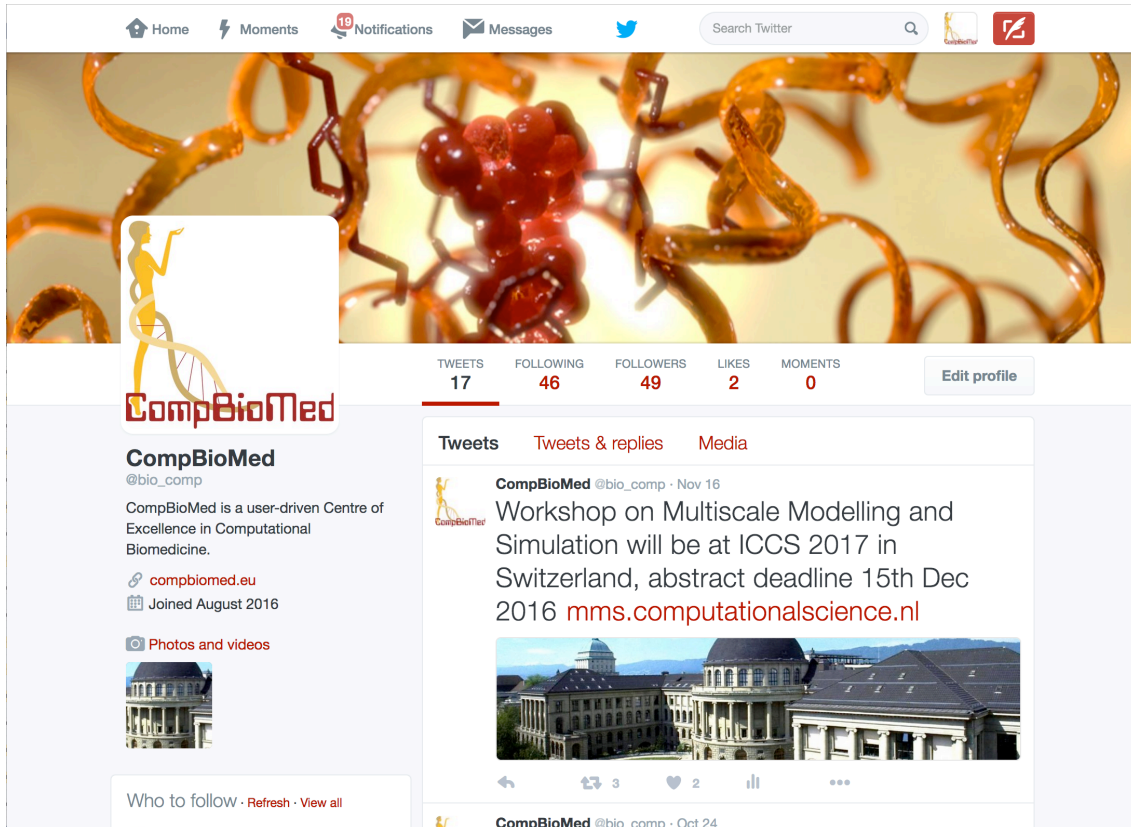 Home
Moments
19
Notifications
Messages
Search Twitter
CompBioMed
CompBioMed
TWEETS
17
FOLLOWING
46
FOLLOWERS
49
LIKES
2
MOMENTS
0
Edit profile
CompBioMed
@bio_comp
CompBioMed is a user-driven Centre of
Excellence in Computational
Biomedicine.
compbiomed.eu
Joined August 2016
Photos and videos
Who to follow · Refresh · View all
Tweets
Tweets & replies
Media
CompBioMed
CompBioMed @bio_comp · Nov 16
Workshop on Multiscale Modelling and
Simulation will be at ICCS 2017 in
Switzerland, abstract deadline 15th Dec
2016 mms.computationalscience.nl
3
2
CompBioMed @bio_comp · Oct 24